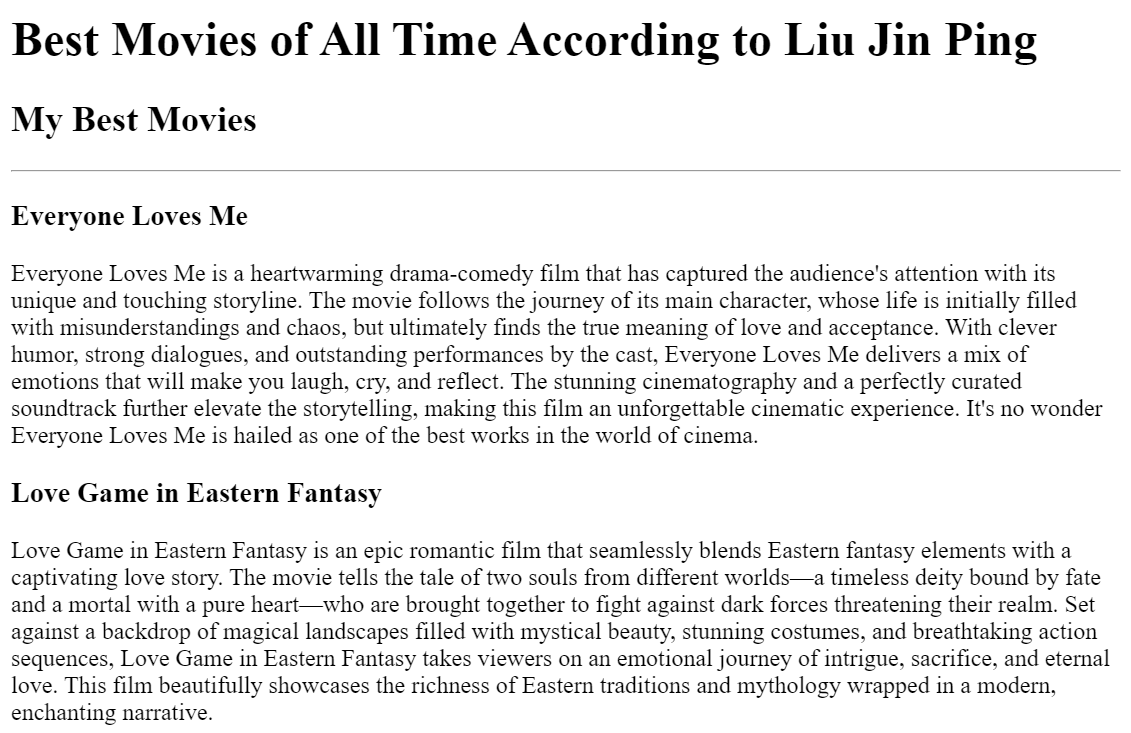 Best Movies of All Time According to Liu Jin Ping
My Best Movies
Everyone Loves Me
Everyone Loves Me is a heartwarming drama-comedy film that has captured the audience's attention with its
unique and touching storyline. The movie follows the journey of its main character, whose life is initially filled
with misunderstandings and chaos, but ultimately finds the true meaning of love and acceptance. With clever
humor, strong dialogues, and outstanding performances by the cast, Everyone Loves Me delivers a mix of
emotions that will make you laugh, cry, and reflect. The stunning cinematography and a perfectly curated
soundtrack further elevate the storytelling, making this film an unforgettable cinematic experience. It's no wonder
Everyone Loves Me is hailed as one of the best works in the world of cinema.
Love Game in Eastern Fantasy
Love Game in Eastern Fantasy is an epic romantic film that seamlessly blends Eastern fantasy elements with a
captivating love story. The movie tells the tale of two souls from different worlds—a timeless deity bound by fate
and a mortal with a pure heart—who are brought together to fight against dark forces threatening their realm. Set
against a backdrop of magical landscapes filled with mystical beauty, stunning costumes, and breathtaking action
sequences, Love Game in Eastern Fantasy takes viewers on an emotional journey of intrigue, sacrifice, and eternal
love. This film beautifully showcases the richness of Eastern traditions and mythology wrapped in a modern,
enchanting narrative.